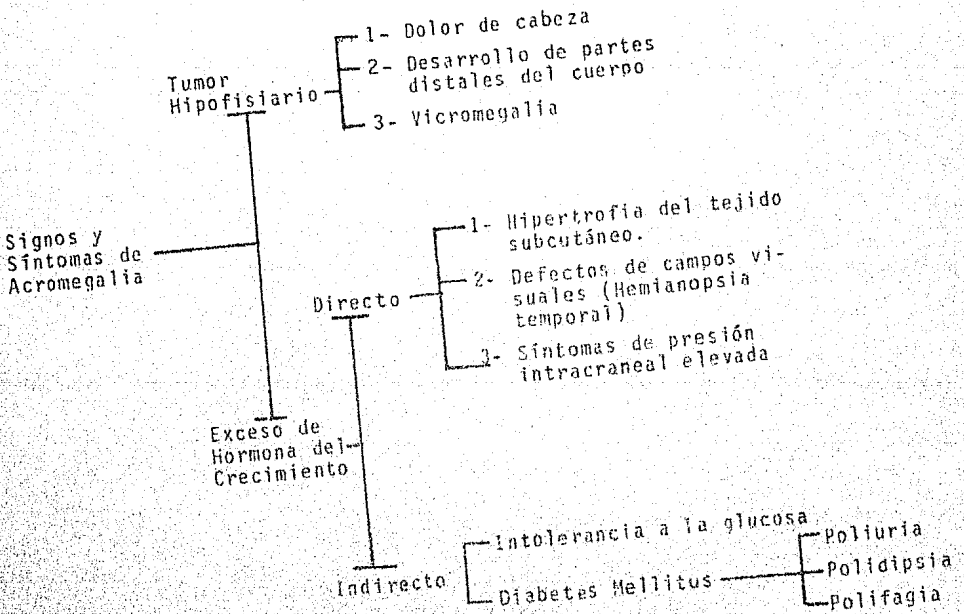 1- Dolor de cabeza
2- Desarrollo de partes
distales del cuerpo
3- Vicromegalia
Tumor
Hipofisiario
Signos y
Síntomas de
Acromegalia
1- Hipertrofia del tejido
subcutáneo.
2- Defectos de campos vi-
suales (Hemianopsia
temporal)
3- Síntomas de presión
intracraneal elevada
Directo
Exceso de
Hormona del
Crecimiento
Indirecto
Intolerancia a la glucosa
Diabetes Mellitus
Poliuria
Polidipsia
Polifagia